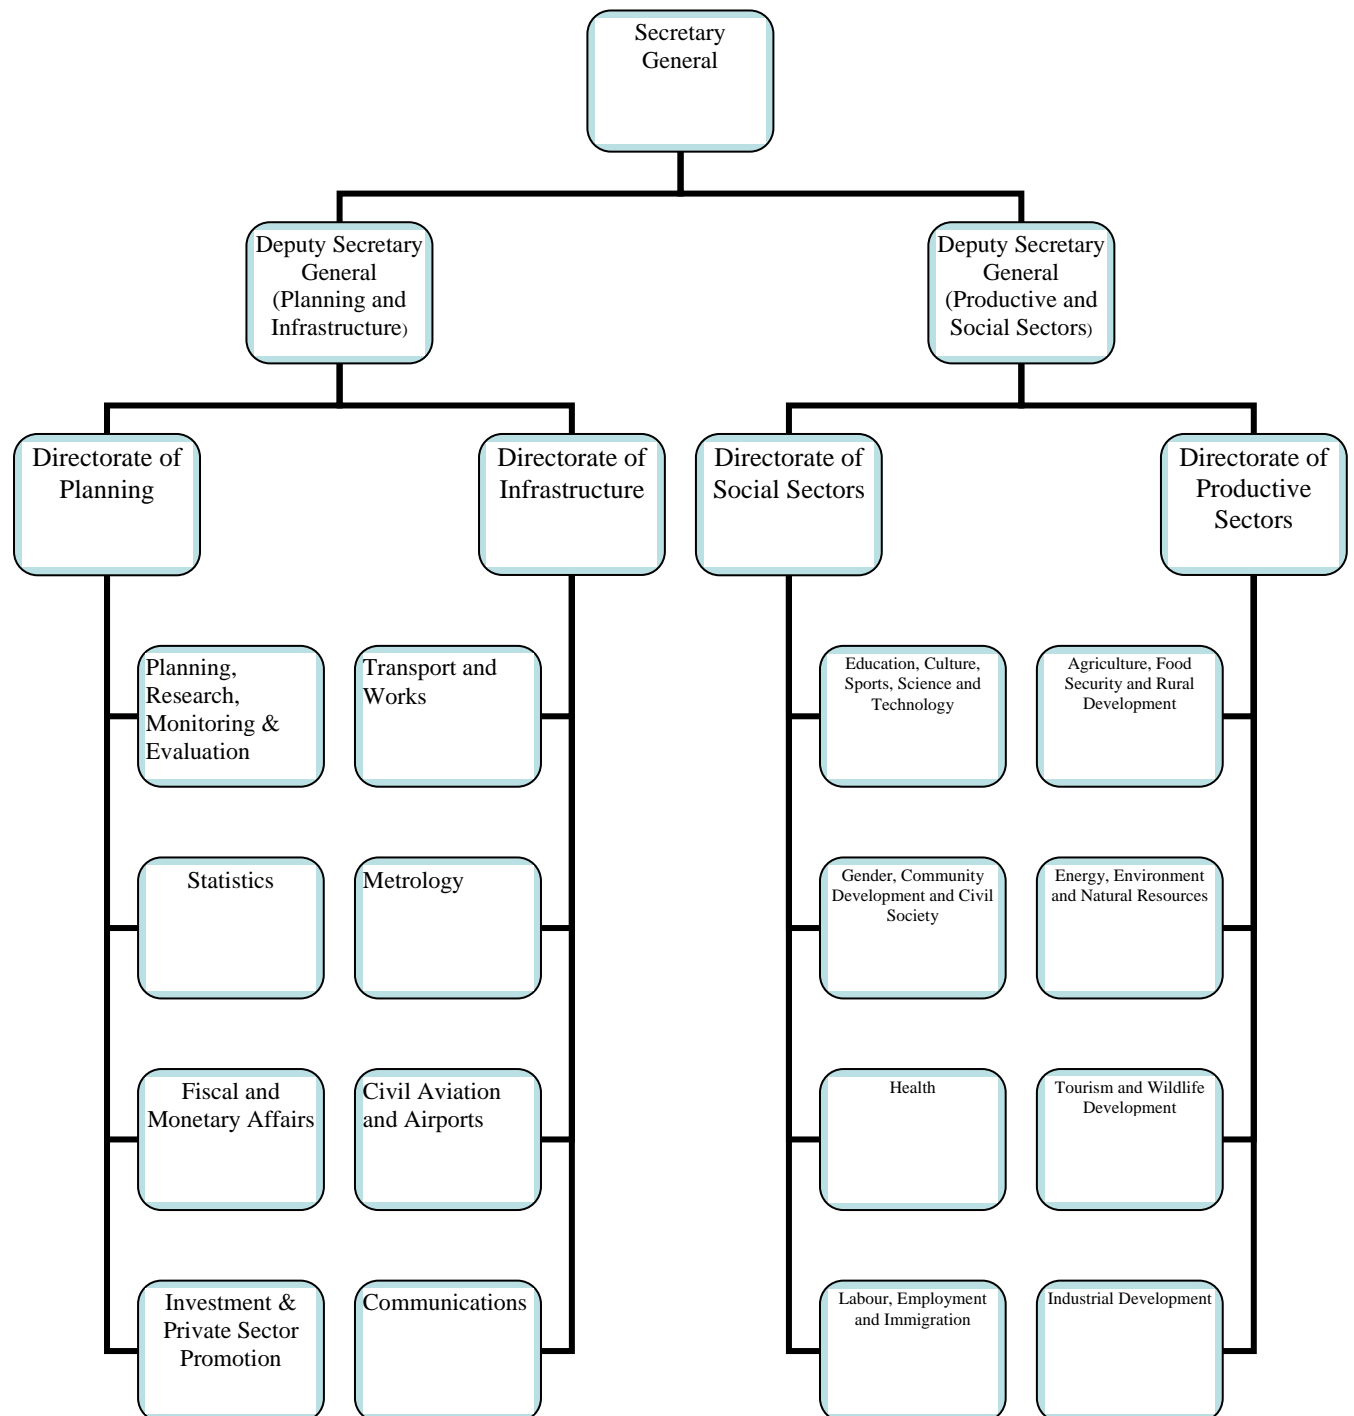 Secretary
General
Deputy Secretary
General
(Planning and
Infrastructure)
Deputy Secretary
General
(Productive and
Social Sectors)
Directorate of
Planning
Directorate of
Infrastructure
Directorate of
Social Sectors
Directorate of
Productive
Sectors
Planning,
Research,
Monitoring &
Evaluation
Transport and
Works
Education, Culture,
Sports, Science and
Technology
Agriculture, Food
Security and Rural
Development
Statistics
Metrology
Gender, Community
Development and Civil
Society
Energy, Environment
and Natural Resources
Fiscal and
Monetary Affairs
Civil Aviation
and Airports
Health
Tourism and Wildlife
Development
Investment &
Private Sector
Promotion
Communications
Labour, Employment
and Immigration
Industrial Development